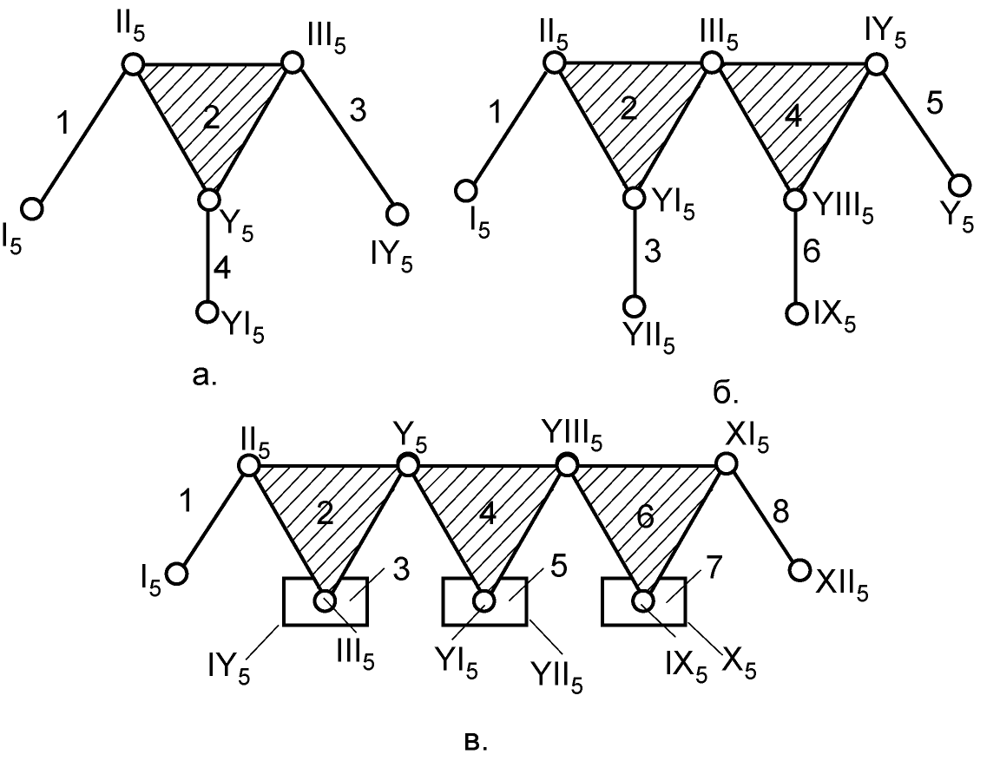 II5 III5
1 2 3
I5 Y5 IY5
4
YI5
а.
II5 III5 IY5
1 2 4 5
I5 YI5 YIII5 Y5
3 6
YII5 IX5
б.
II5 Y5 YIII5 XI5
1 2 4 6 8
I5 3 5 7 XII5
IY5 III5 YI5 YII5 IX5 X5
в.